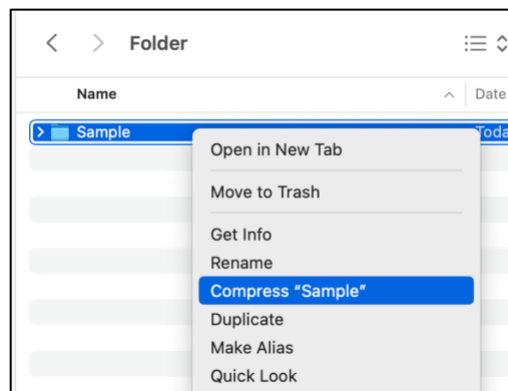 Folder
Name
Date
Sample
Toda
Open in New Tab
Move to Trash
Get Info
Rename
Compress “Sample”
Duplicate
Make Alias
Quick Look